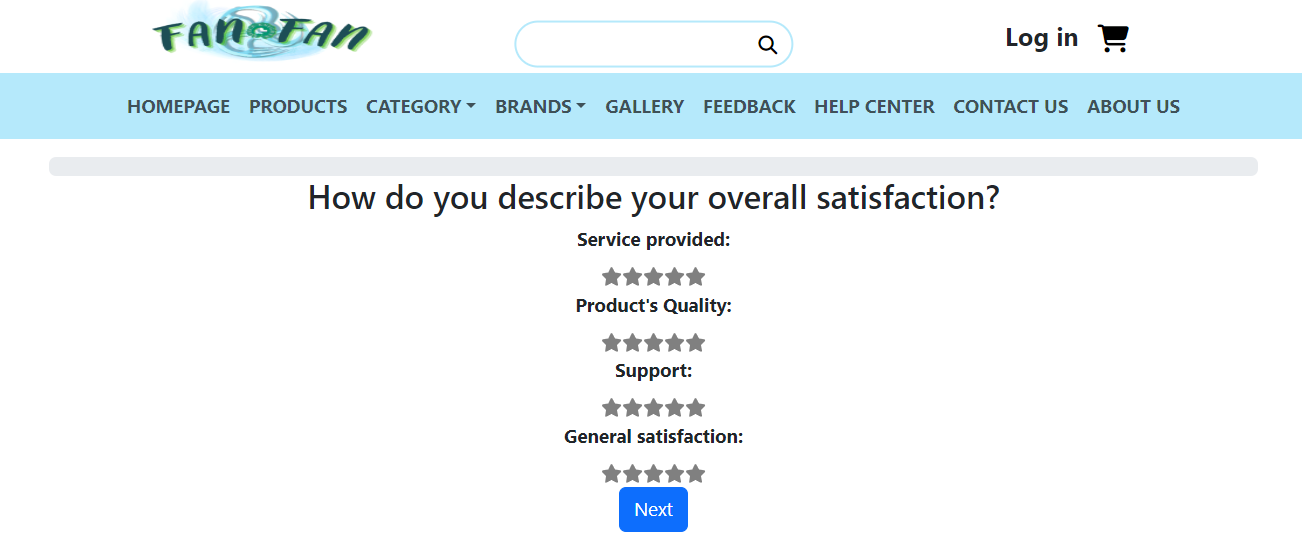 FAN FAN
Log in
HOMEPAGE PRODUCTS CATEGORY BRANDS GALLERY FEEDBACK HELP CENTER CONTACT US ABOUT US
How do you describe your overall satisfaction?
Service provided:
Product's Quality:
Support:
General satisfaction:
Next